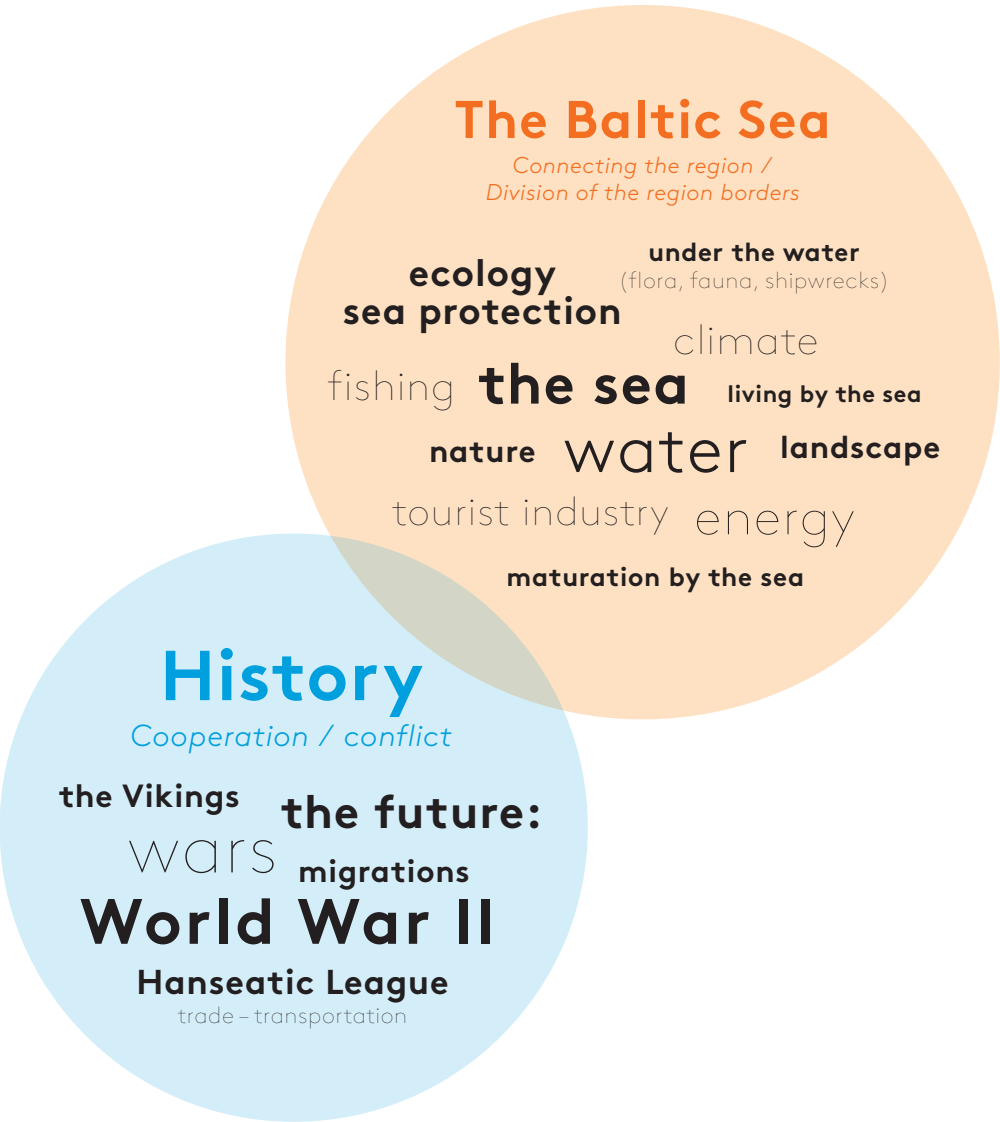 The Baltic Sea
Connecting the region /
Division of the region borders
under the water
(flora, fauna, shipwrecks)
ecology
sea protection
climate
fishing
the sea
living by the sea
nature
water
landscape
tourist industry
energy
maturation by the sea
History
Cooperation / conflict
the Vikings
the future:
wars
migrations
World War II
Hanseatic League
trade – transportation